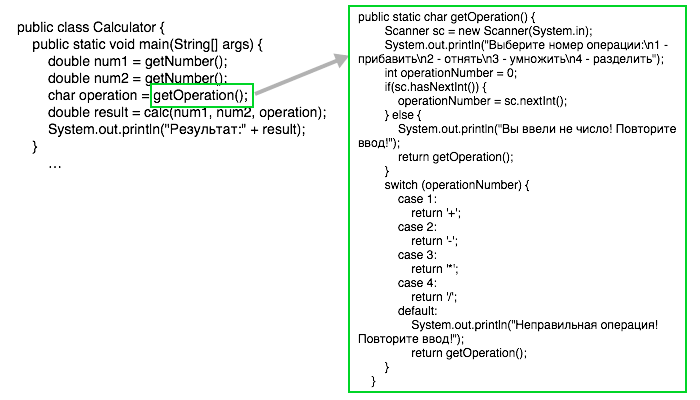 public class Calculator {
public static void main(String[] args) {
double num1 = getNumber();
double num2 = getNumber();
char operation = getOperation();
double result = calc(num1, num2, operation);
System.out.println("Результат:" + result);
}
...
public static char getOperation() {
Scanner sc = new Scanner(System.in);
System.out.println("Выберите номер операции:\n1 -
прибавить\n2 - отнять\n3 - умножить\n4 - разделить");
int operationNumber = 0;
if(sc.hasNextInt()) {
operationNumber = sc.nextInt();
} else {
System.out.println("Вы ввели не число! Повторите
ввод!");
return getOperation();
}
switch (operationNumber) {
case 1:
return '+';
case 2:
return '-';
case 3:
return '*';
case 4:
return '/';
default:
System.out.println("Неправильная операция!
Повторите ввод!");
return getOperation();
}
}